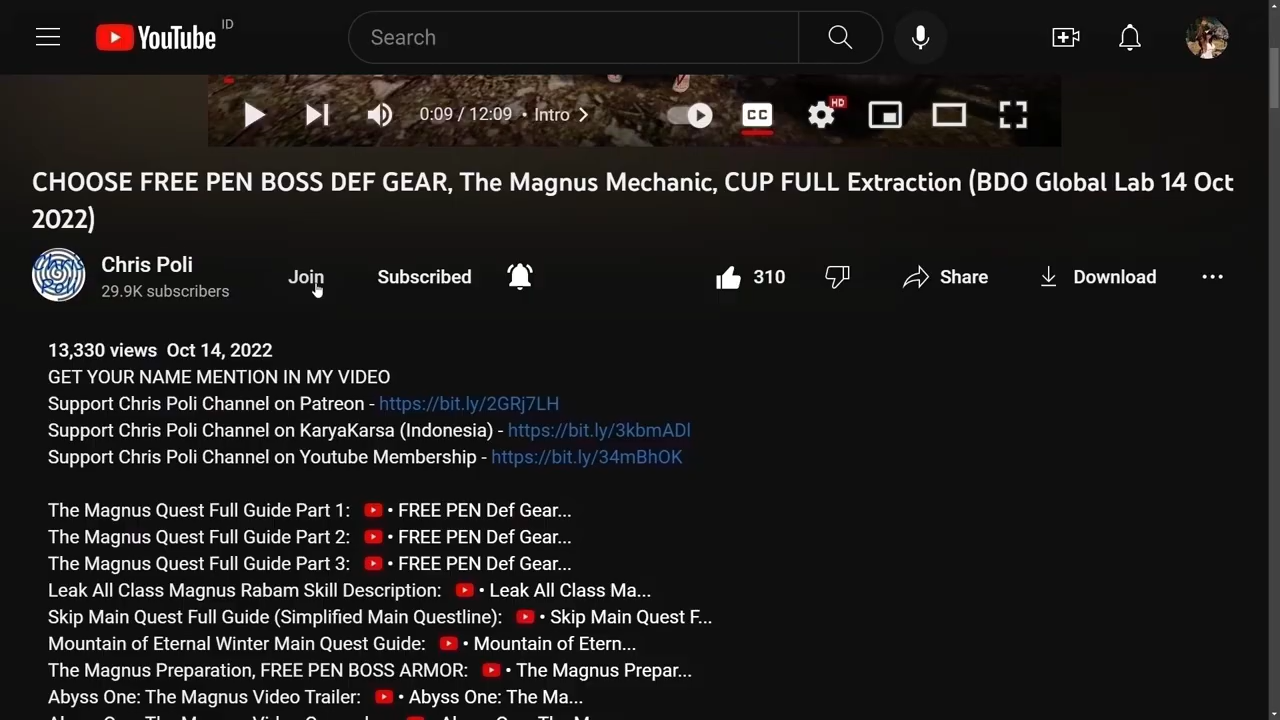 YouTube ID
Search
0:09 / 12:09 • Intro
CC
HD
CHOOSE FREE PEN BOSS DEF GEAR, The Magnus Mechanic, CUP FULL Extraction (BDO Global Lab 14 Oct
2022)
Chris Poli
29.9K subscribers
Join
Subscribed
310
Share
Download
13,330 views Oct 14, 2022
GET YOUR NAME MENTION IN MY VIDEO
Support Chris Poli Channel on Patreon - https://bit.ly/2GRj7LH
Support Chris Poli Channel on KaryaKarsa (Indonesia) - https://bit.ly/3kbmADl
Support Chris Poli Channel on Youtube Membership - https://bit.ly/34mBhOK
The Magnus Quest Full Guide Part 1: • FREE PEN Def Gear...
The Magnus Quest Full Guide Part 2: • FREE PEN Def Gear...
The Magnus Quest Full Guide Part 3: • FREE PEN Def Gear...
Leak All Class Magnus Rabam Skill Description: • Leak All Class Ma...
Skip Main Quest Full Guide (Simplified Main Questline): • Skip Main Quest F...
Mountain of Eternal Winter Main Quest Guide: • Mountain of Etern...
The Magnus Preparation, FREE PEN BOSS ARMOR: • The Magnus Prepar...
Abyss One: The Magnus Video Trailer: • Abyss One: The Ma...